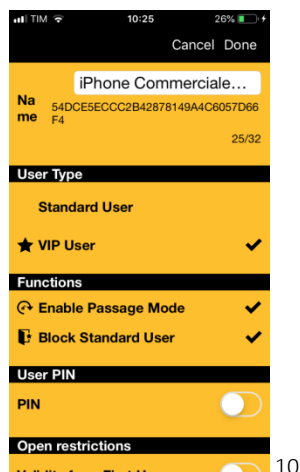 TIM 10:25 26%
Cancel Done
iPhone Commerciale...
Na
me
54DCE5ECCC2B42878149A4C6057D66
F4
25/32
User Type
Standard User
VIP User
Functions
Enable Passage Mode
Block Standard User
User PIN
PIN
Open restrictions
10